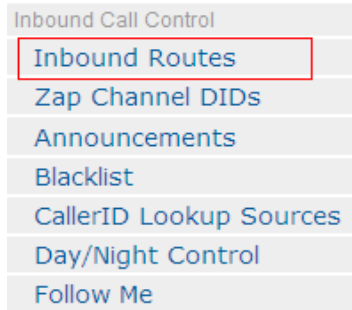 Inbound Call Control
Inbound Routes
Zap Channel DIDs
Announcements
Blacklist
CallerID Lookup Sources
Day/Night Control
Follow Me